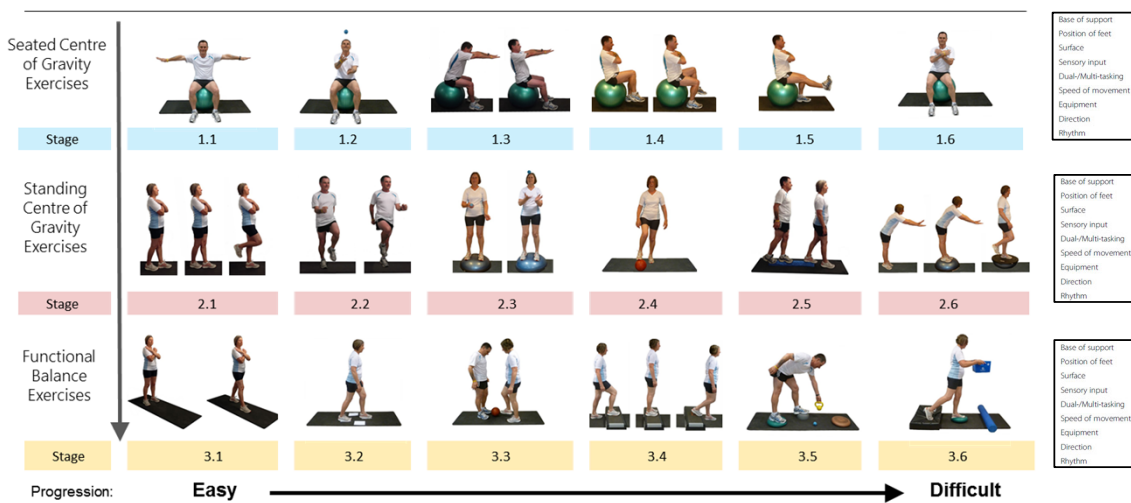 Seated Centre
of Gravity
Exercises
Stage
1.1
1.2
1.3
1.4
1.5
1.6
Base of support
Position of feet
Surface
Sensory input
Dual-/Multi-tasking
Speed of movement
Equipment
Direction
Rhythm
Standing
Centre of
Gravity
Exercises
Stage
2.1
2.2
2.3
2.4
2.5
2.6
Base of support
Position of feet
Surface
Sensory input
Dual-/Multi-tasking
Speed of movement
Equipment
Direction
Rhythm
Functional
Balance
Exercises
Stage
3.1
3.2
3.3
3.4
3.5
3.6
Base of support
Position of feet
Surface
Sensory input
Dual-/Multi-tasking
Speed of movement
Equipment
Direction
Rhythm
Progression:
Easy
Difficult